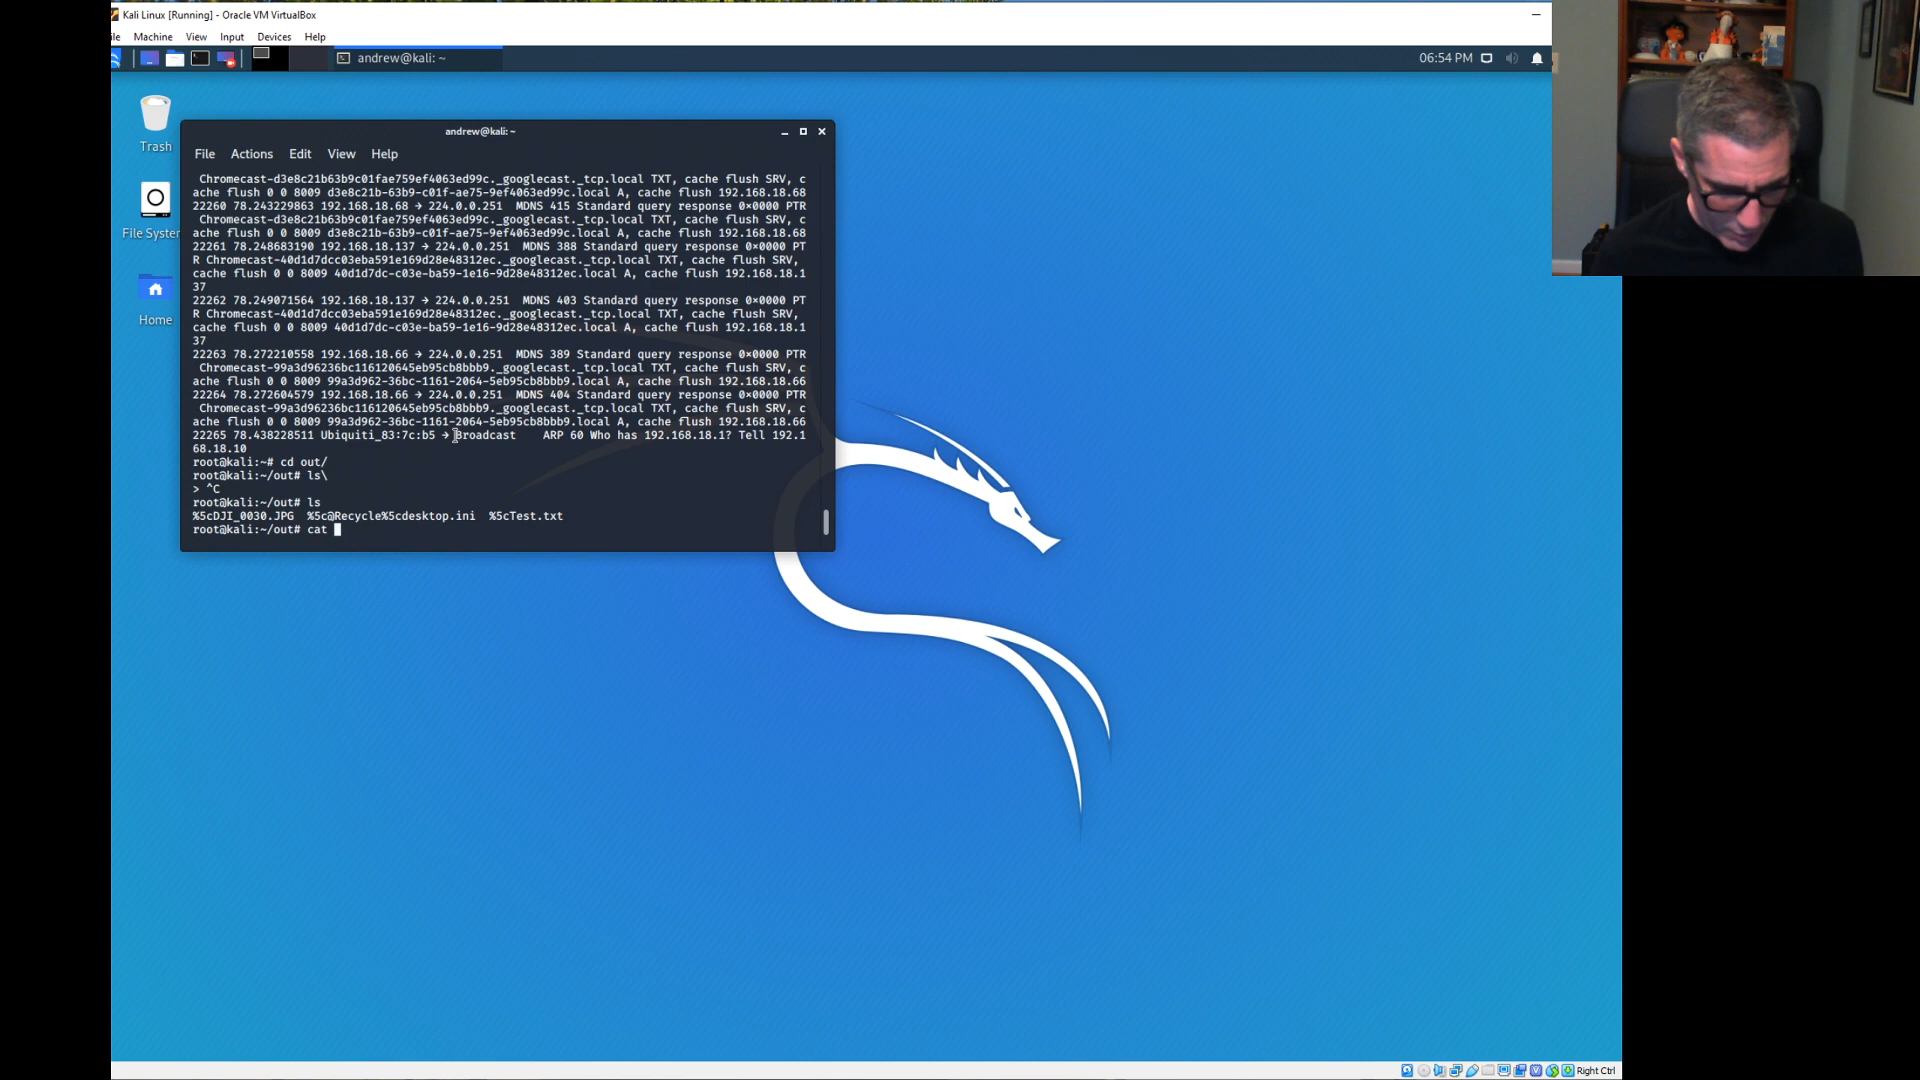 Kali Linux [Running] - Oracle VM VirtualBox
ile Machine View Input Devices Help
andrew@kali: ~
06:54 PM
Trash
File System
Home
andrew@kali: ~
File Actions Edit View Help
Chromecast-d3e8c21b63b9c01fae759ef4063ed99c._googlecast._tcp.local TXT, cache flush SRV, c
ache flush 0 0 8009 d3e8c21b-63b9-c01f-ae75-9ef4063ed99c.local A, cache flush 192.168.18.68
22260 78.243229863 192.168.18.68 → 224.0.0.251  MDNS 415 Standard query response 0×0000 PTR
Chromecast-d3e8c21b63b9c01fae759ef4063ed99c._googlecast._tcp.local TXT, cache flush SRV, c
ache flush 0 0 8009 d3e8c21b-63b9-c01f-ae75-9ef4063ed99c.local A, cache flush 192.168.18.68
22261 78.248683190 192.168.18.137 → 224.0.0.251  MDNS 388 Standard query response 0×0000 PT
R Chromecast-40d1d7dcc03eba591e169d28e48312ec._googlecast._tcp.local TXT, cache flush SRV,
cache flush 0 0 8009 40d1d7dc-c03e-ba59-1e16-9d28e48312ec.local A, cache flush 192.168.18.1
37
22262 78.249071564 192.168.18.137 → 224.0.0.251  MDNS 403 Standard query response 0×0000 PT
R Chromecast-40d1d7dcc03eba591e169d28e48312ec._googlecast._tcp.local TXT, cache flush SRV,
cache flush 0 0 8009 40d1d7dc-c03e-ba59-1e16-9d28e48312ec.local A, cache flush 192.168.18.1
37
22263 78.272210558 192.168.18.66 → 224.0.0.251  MDNS 389 Standard query response 0×0000 PTR
Chromecast-99a3d96236bc116120645eb95cb8bbb9._googlecast._tcp.local TXT, cache flush SRV, c
ache flush 0 0 8009 99a3d962-36bc-1161-2064-5eb95cb8bbb9.local A, cache flush 192.168.18.66
22264 78.272604579 192.168.18.66 → 224.0.0.251  MDNS 404 Standard query response 0×0000 PTR
Chromecast-99a3d96236bc116120645eb95cb8bbb9._googlecast._tcp.local TXT, cache flush SRV, c
ache flush 0 0 8009 99a3d962-36bc-1161-2064-5eb95cb8bbb9.local A, cache flush 192.168.18.66
22265 78.438228511 Ubiquiti_83:7c:b5 → Broadcast    ARP 60 Who has 192.168.18.1? Tell 192.1
68.18.10
root@kali:~# cd out/
root@kali:~/out# ls\
> ^C
root@kali:~/out# ls
%5cDJI_0030.JPG  %5c@Recycle%5cdesktop.ini  %5cTest.txt
root@kali:~/out# cat
Right Ctrl